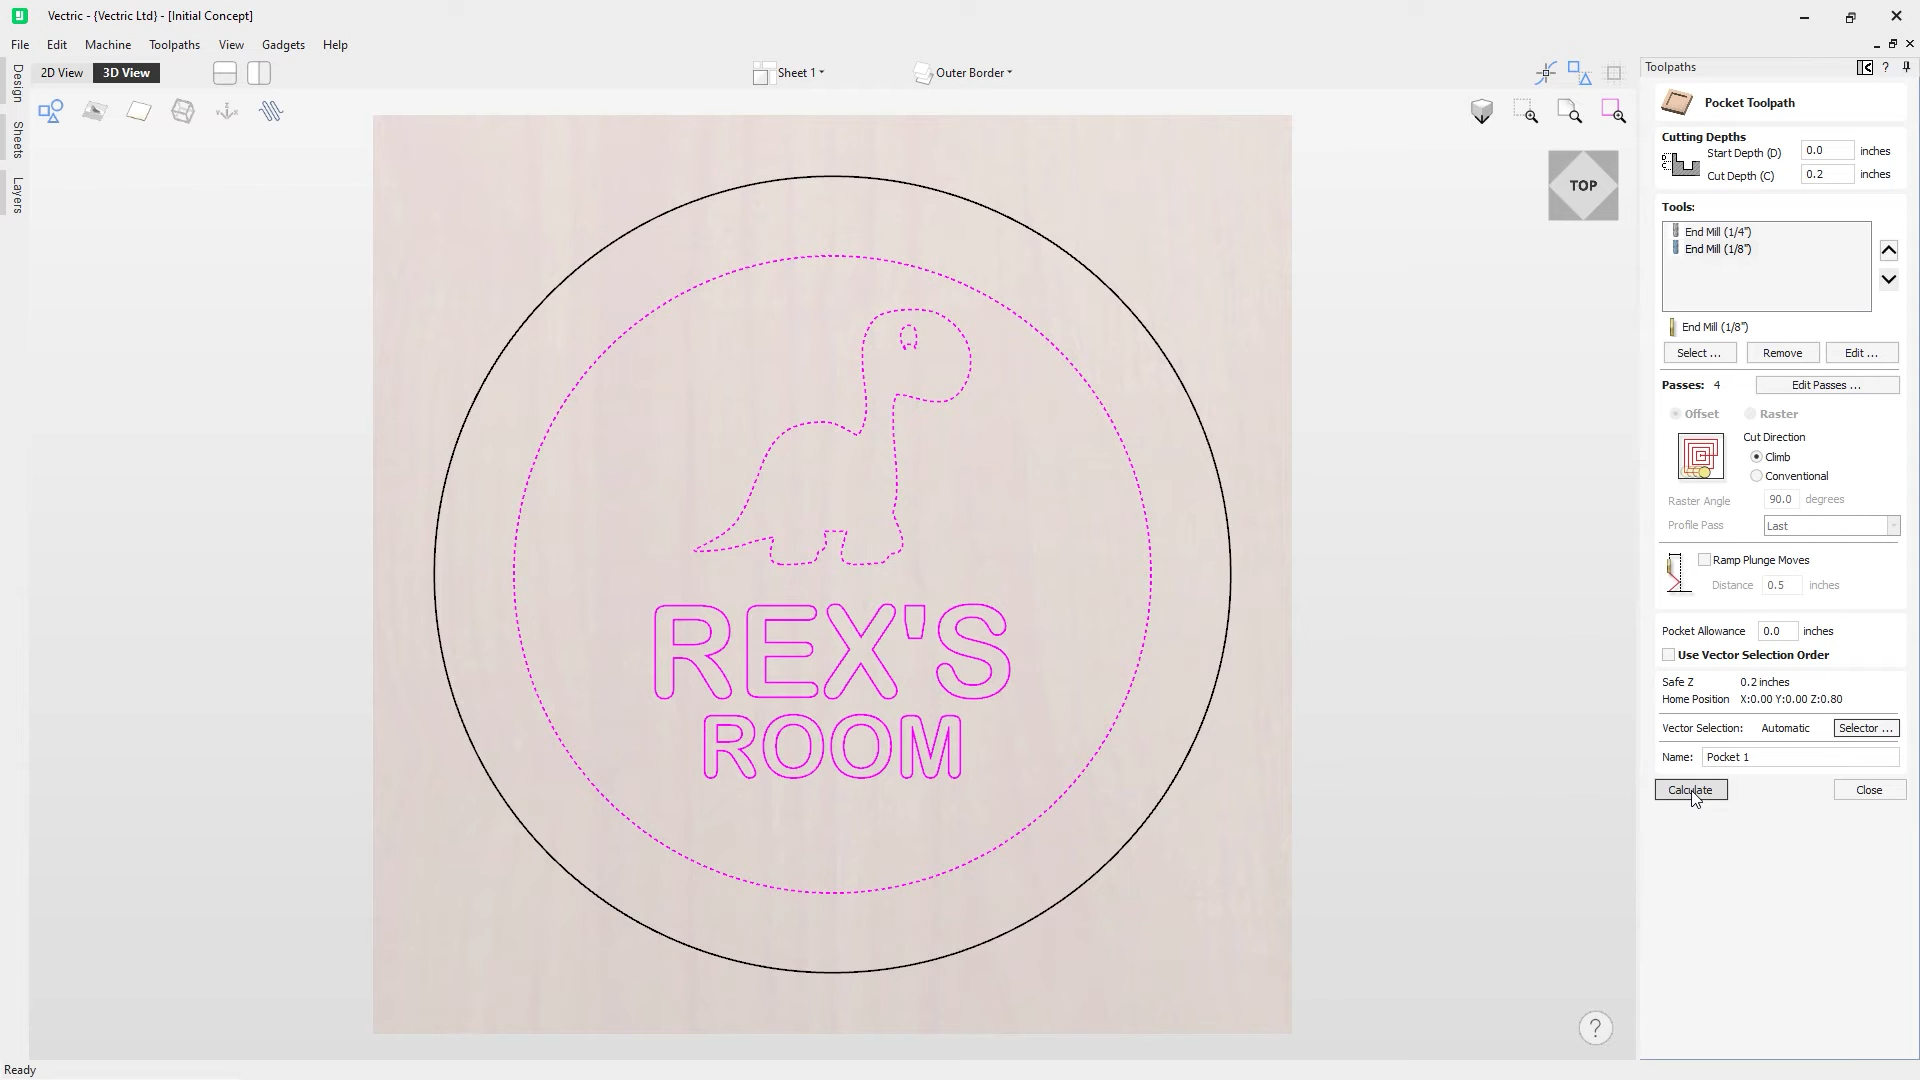 Vectric - {Vectric Ltd} - [Initial Concept]
File Edit Machine Toolpaths View Gadgets Help
2D View 3D View
Sheet 1
Outer Border
Design
Sheets
Layers
TOP
REX'S
ROOM
?
Ready
Toolpaths
?
Pocket Toolpath
Cutting Depths
Start Depth (D) 0.0 inches
Cut Depth (C) 0.2 inches
Tools:
End Mill (1/4")
End Mill (1/8")
End Mill (1/8")
Select ... Remove Edit ...
Passes: 4 Edit Passes ...
Offset Raster
Cut Direction
Climb
Conventional
Raster Angle 90.0 degrees
Profile Pass Last
Ramp Plunge Moves
Distance 0.5 inches
Pocket Allowance 0.0 inches
Use Vector Selection Order
Safe Z 0.2 inches
Home Position X:0.00 Y:0.00 Z:0.80
Vector Selection: Automatic Selector ...
Name: Pocket 1
Calculate Close